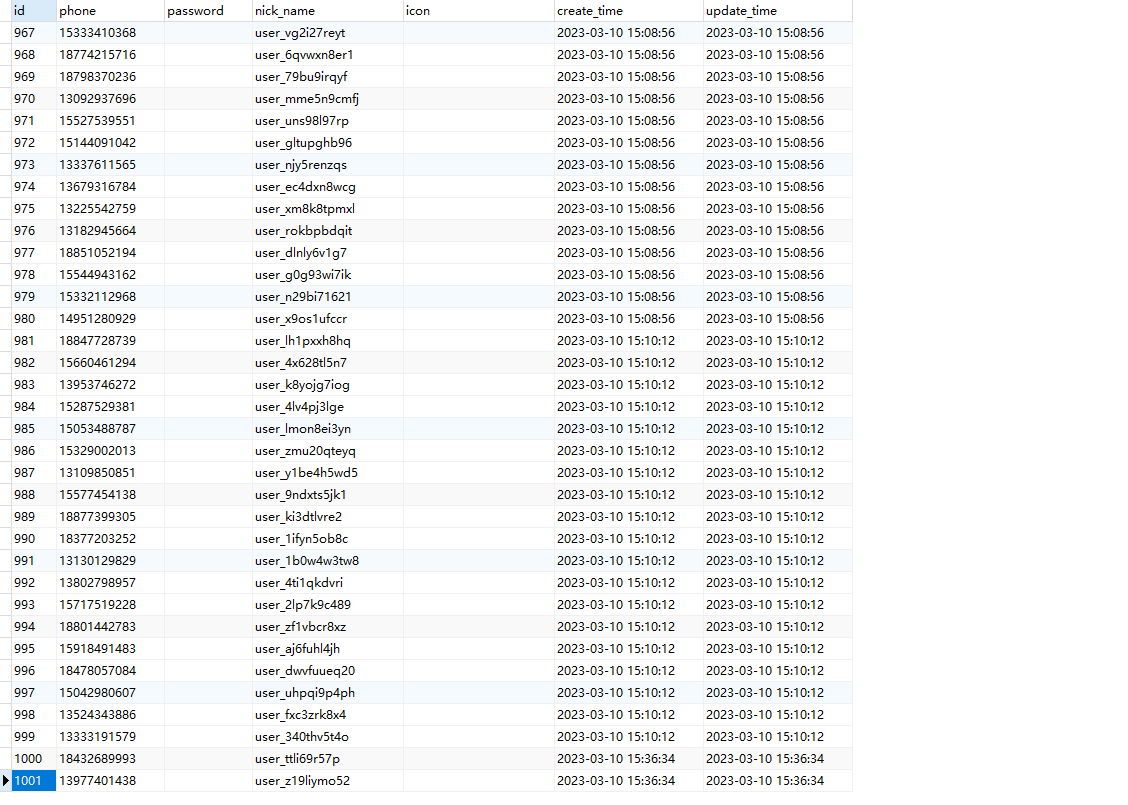 id phone password nick_name icon create_time update_time
967 15333410368 user_vg2i27reyt 2023-03-10 15:08:56 2023-03-10 15:08:56
968 18774215716 user_6qvwxn8er1 2023-03-10 15:08:56 2023-03-10 15:08:56
969 18798370236 user_79bu9irqyf 2023-03-10 15:08:56 2023-03-10 15:08:56
970 13092937696 user_mme5n9cmfj 2023-03-10 15:08:56 2023-03-10 15:08:56
971 15527539551 user_uns98l97rp 2023-03-10 15:08:56 2023-03-10 15:08:56
972 15144091042 user_gltupghb96 2023-03-10 15:08:56 2023-03-10 15:08:56
973 13337611565 user_njy5renzqs 2023-03-10 15:08:56 2023-03-10 15:08:56
974 13679316784 user_ec4dxn8wcg 2023-03-10 15:08:56 2023-03-10 15:08:56
975 13225542759 user_xm8k8tpmxl 2023-03-10 15:08:56 2023-03-10 15:08:56
976 13182945664 user_rokbpbdqit 2023-03-10 15:08:56 2023-03-10 15:08:56
977 18851052194 user_dlnly6v1g7 2023-03-10 15:08:56 2023-03-10 15:08:56
978 15544943162 user_g0g93wi7ik 2023-03-10 15:08:56 2023-03-10 15:08:56
979 15332112968 user_n29bi71621 2023-03-10 15:08:56 2023-03-10 15:08:56
980 14951280929 user_x9os1ufccr 2023-03-10 15:08:56 2023-03-10 15:08:56
981 18847728739 user_lh1pxxh8hq 2023-03-10 15:10:12 2023-03-10 15:10:12
982 15660461294 user_4x628tl5n7 2023-03-10 15:10:12 2023-03-10 15:10:12
983 13953746272 user_k8yojg7iog 2023-03-10 15:10:12 2023-03-10 15:10:12
984 15287529381 user_4lv4pj3lge 2023-03-10 15:10:12 2023-03-10 15:10:12
985 15053488787 user_lmon8ei3yn 2023-03-10 15:10:12 2023-03-10 15:10:12
986 15329002013 user_zmu20qteyq 2023-03-10 15:10:12 2023-03-10 15:10:12
987 13109850851 user_y1be4h5wd5 2023-03-10 15:10:12 2023-03-10 15:10:12
988 15577454138 user_9ndxts5jk1 2023-03-10 15:10:12 2023-03-10 15:10:12
989 18877399305 user_ki3dtlvre2 2023-03-10 15:10:12 2023-03-10 15:10:12
990 18377203252 user_1ifyn5ob8c 2023-03-10 15:10:12 2023-03-10 15:10:12
991 13130129829 user_1b0w4w3tw8 2023-03-10 15:10:12 2023-03-10 15:10:12
992 13802798957 user_4ti1qkdvri 2023-03-10 15:10:12 2023-03-10 15:10:12
993 15717519228 user_2lp7k9c489 2023-03-10 15:10:12 2023-03-10 15:10:12
994 18801442783 user_zf1vbcr8xz 2023-03-10 15:10:12 2023-03-10 15:10:12
995 15918491483 user_aj6fuhl4jh 2023-03-10 15:10:12 2023-03-10 15:10:12
996 18478057084 user_dwvfuueq20 2023-03-10 15:10:12 2023-03-10 15:10:12
997 15042980607 user_uhpqi9p4ph 2023-03-10 15:10:12 2023-03-10 15:10:12
998 13524343886 user_fxc3zrk8x4 2023-03-10 15:10:12 2023-03-10 15:10:12
999 13333191579 user_340thv5t4o 2023-03-10 15:10:12 2023-03-10 15:10:12
1000 18432689993 user_ttli69r57p 2023-03-10 15:36:34 2023-03-10 15:36:34
1001 13977401438 user_z19liymo52 2023-03-10 15:36:34 2023-03-10 15:36:34